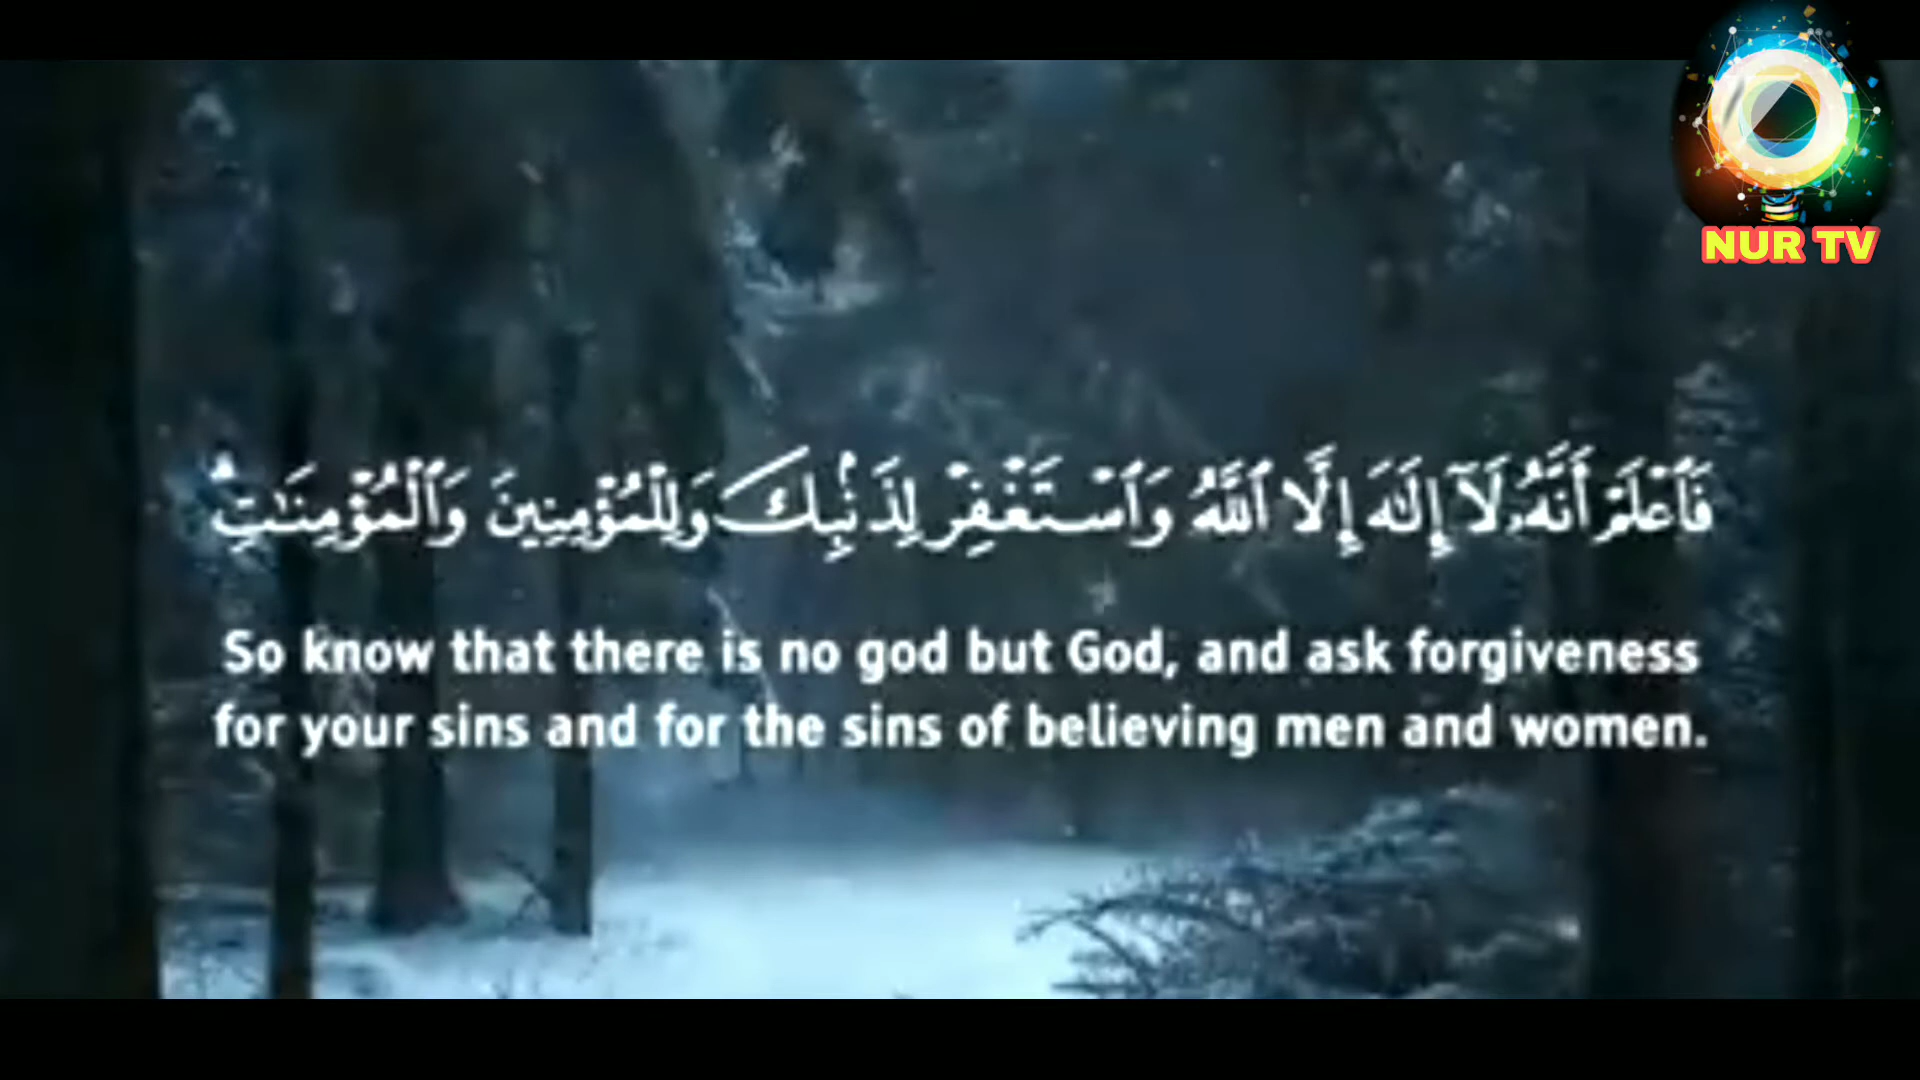 NUR TV
فَٱعْلَمْ أَنَّهُۥ لَآ إِلَٰهَ إِلَّا ٱللَّهُ وَٱسْتَغْفِرْ لِذَنۢبِكَ وَلِلْمُؤْمِنِينَ وَٱلْمُؤْمِنَٰتِ ۗ
So know that there is no god but God, and ask forgiveness
for your sins and for the sins of believing men and women.